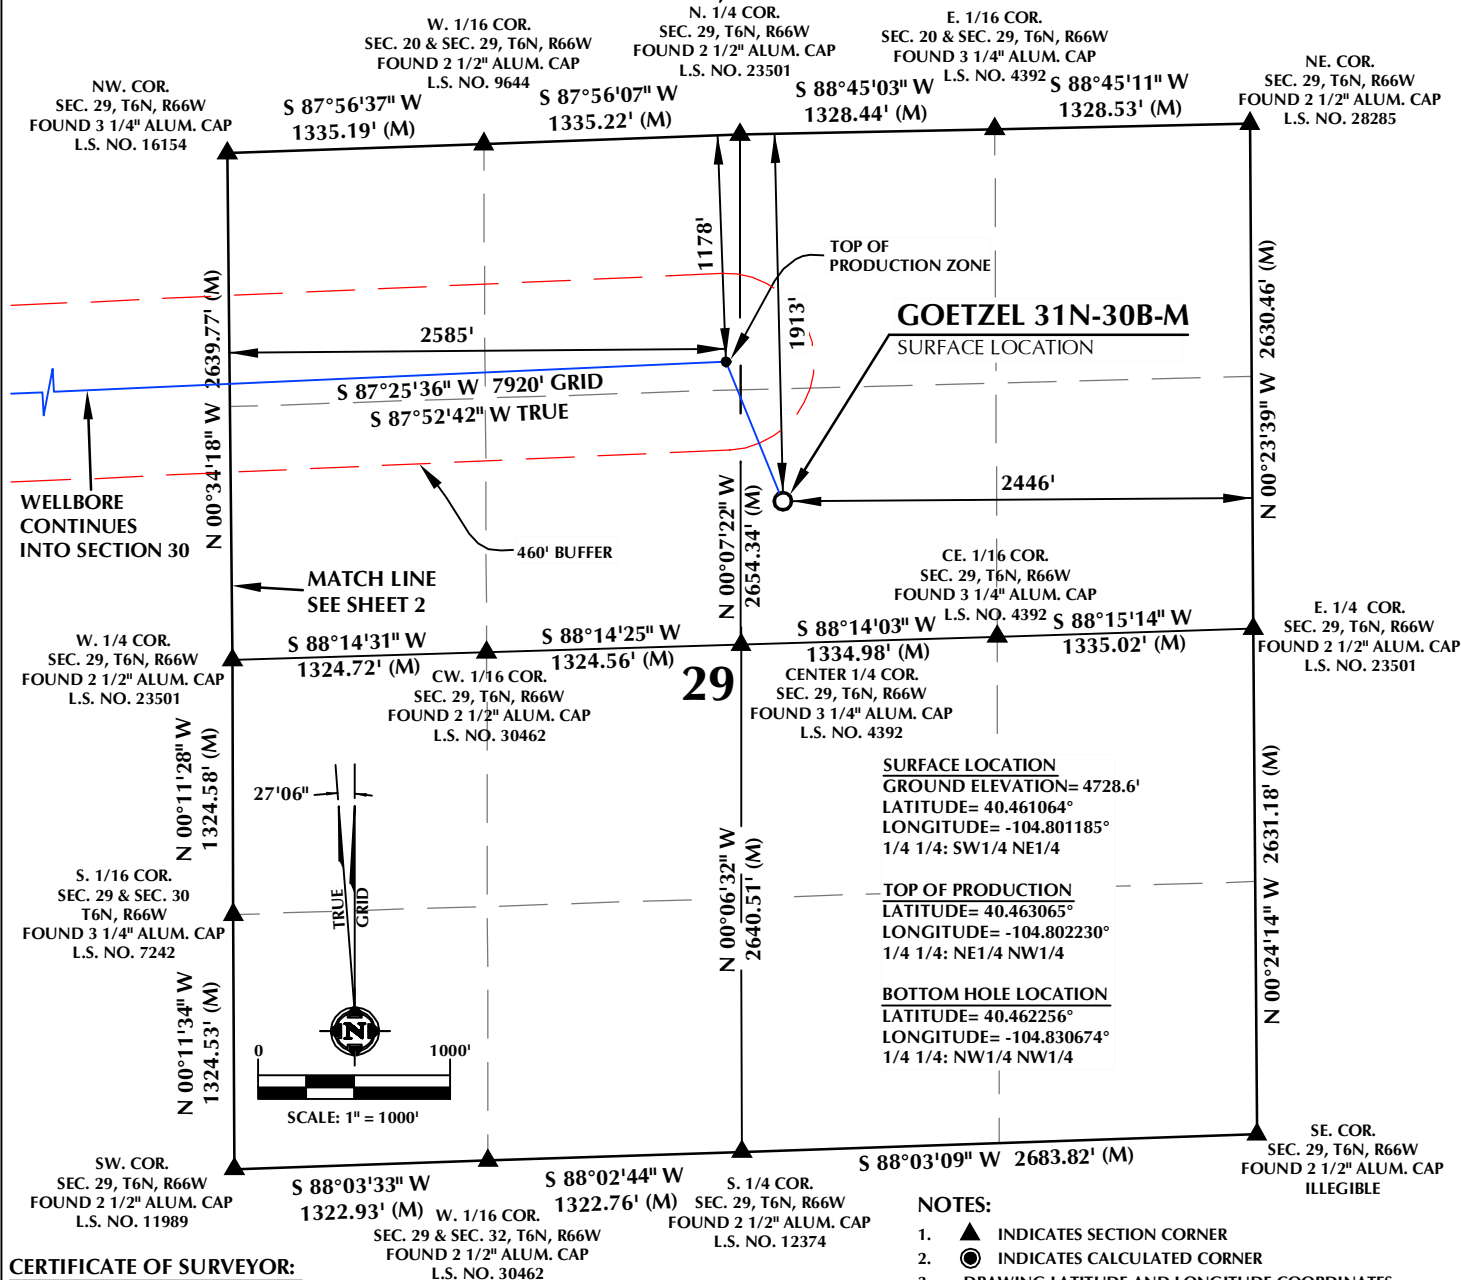 W. 1/16 COR.
SEC. 20 & SEC. 29, T6N, R66W
FOUND 2 1/2" ALUM. CAP
L.S. NO. 9644
N. 1/4 COR.
SEC. 29, T6N, R66W
FOUND 2 1/2" ALUM. CAP
L.S. NO. 23501
E. 1/16 COR.
SEC. 20 & SEC. 29, T6N, R66W
FOUND 3 1/4" ALUM. CAP
L.S. NO. 4392
NE. COR.
SEC. 29, T6N, R66W
FOUND 2 1/2" ALUM. CAP
L.S. NO. 28285
NW. COR.
SEC. 29, T6N, R66W
FOUND 3 1/4" ALUM. CAP
L.S. NO. 16154
S 87°56'37" W
1335.19' (M)
S 87°56'07" W
1335.22' (M)
S 88°45'03" W
1328.44' (M)
S 88°45'11" W
1328.53' (M)
1178'
1913'
TOP OF
PRODUCTION ZONE
GOETZEL 31N-30B-M
SURFACE LOCATION
N 00°34'18" W 2639.77' (M)
N 00°23'39" W 2630.46' (M)
2585'
S 87°25'36" W 7920' GRID
S 87°52'42" W TRUE
WELLBORE
CONTINUES
INTO SECTION 30
2446'
460' BUFFER
N 00°07'22" W
2654.34' (M)
MATCH LINE
SEE SHEET 2
CE. 1/16 COR.
SEC. 29, T6N, R66W
FOUND 3 1/4" ALUM. CAP
L.S. NO. 4392
W. 1/4 COR.
SEC. 29, T6N, R66W
FOUND 2 1/2" ALUM. CAP
L.S. NO. 23501
S 88°14'31" W
1324.72' (M)
S 88°14'25" W
1324.56' (M)
S 88°14'03" W
1334.98' (M)
S 88°15'14" W
1335.02' (M)
E. 1/4 COR.
SEC. 29, T6N, R66W
FOUND 2 1/2" ALUM. CAP
L.S. NO. 23501
CW. 1/16 COR.
SEC. 29, T6N, R66W
FOUND 2 1/2" ALUM. CAP
L.S. NO. 30462
29
CENTER 1/4 COR.
SEC. 29, T6N, R66W
FOUND 3 1/4" ALUM. CAP
L.S. NO. 4392
N 00°11'28" W
1324.58' (M)
27'06"
TRUE
GRID
N
SURFACE LOCATION
GROUND ELEVATION= 4728.6'
LATITUDE= 40.461064°
LONGITUDE= -104.801185°
1/4 1/4: SW1/4 NE1/4
TOP OF PRODUCTION
LATITUDE= 40.463065°
LONGITUDE= -104.802230°
1/4 1/4: NE1/4 NW1/4
BOTTOM HOLE LOCATION
LATITUDE= 40.462256°
LONGITUDE= -104.830674°
1/4 1/4: NW1/4 NW1/4
N 00°06'32" W
2640.51' (M)
N 00°24'14" W 2631.18' (M)
S. 1/16 COR.
SEC. 29 & SEC. 30
T6N, R66W
FOUND 3 1/4" ALUM. CAP
L.S. NO. 7242
N 00°11'34" W
1324.53' (M)
0 1000'
SCALE: 1" = 1000'
SW. COR.
SEC. 29, T6N, R66W
FOUND 2 1/2" ALUM. CAP
L.S. NO. 11989
S 88°03'33" W
1322.93' (M)
S 88°02'44" W
1322.76' (M)
W. 1/16 COR.
SEC. 29 & SEC. 32, T6N, R66W
FOUND 2 1/2" ALUM. CAP
L.S. NO. 30462
S. 1/4 COR.
SEC. 29, T6N, R66W
FOUND 2 1/2" ALUM. CAP
L.S. NO. 12374
S 88°03'09" W 2683.82' (M)
SE. COR.
SEC. 29, T6N, R66W
FOUND 2 1/2" ALUM. CAP
ILLEGIBLE
NOTES:
1. INDICATES SECTION CORNER
2. INDICATES CALCULATED CORNER
DRAWING LATITUDE AND LONGITUDE COORDINATES
CERTIFICATE OF SURVEYOR: